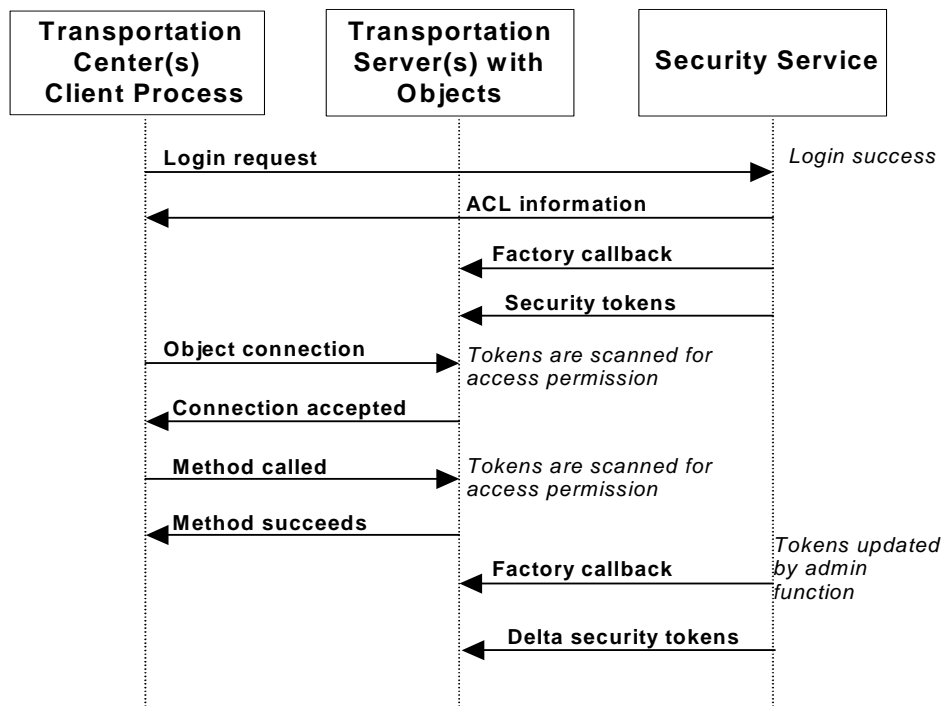 Transportation
Center(s)
Client Process
Transportation
Server(s) with
Objects
Security Service
Login request
Login success
ACL information
Factory callback
Security tokens
Object connection
Tokens are scanned for
access permission
Connection accepted
Method called
Tokens are scanned for
access permission
Method succeeds
Tokens updated
by admin
function
Factory callback
Delta security tokens